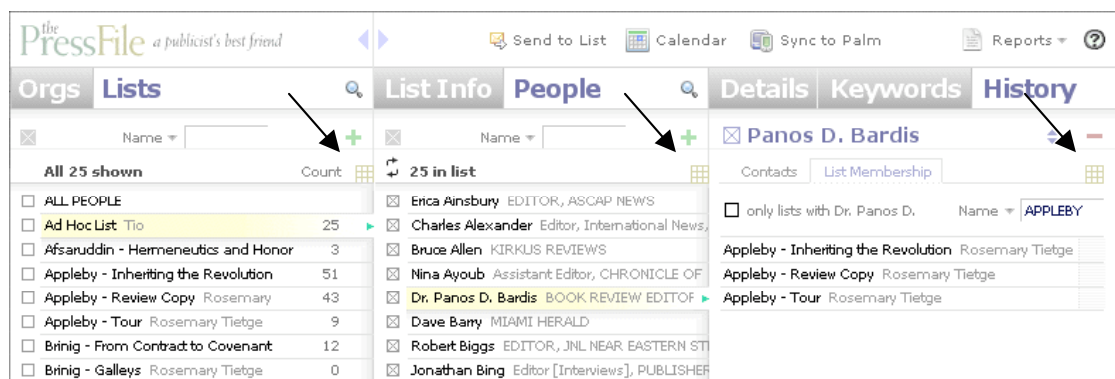 the
PressFile a publicist's best friend
Send to List Calendar Sync to Palm Reports ?
Orgs Lists List Info People Details Keywords History
Name Name Panos D. Bardis
All 25 shown Count 25 in list Contacts List Membership
ALL PEOPLE Erica Ainsbury EDITOR, ASCAP NEWS
Ad Hoc List Tio 25 Charles Alexander Editor, International News, only lists with Dr. Panos D. Name APPLEBY
Afsaruddin - Hermeneutics and Honor 3 Bruce Allen KIRKUS REVIEWS Appleby - Inheriting the Revolution Rosemary Tietge
Appleby - Inheriting the Revolution 51 Nina Ayoub Assistant Editor, CHRONICLE OF Appleby - Review Copy Rosemary Tietge
Appleby - Review Copy Rosemary 43 Dr. Panos D. Bardis BOOK REVIEW EDITOR Appleby - Tour Rosemary Tietge
Appleby - Tour Rosemary Tietge 9 Dave Barry MIAMI HERALD
Brinig - From Contract to Covenant 12 Robert Biggs EDITOR, JNL NEAR EASTERN ST
Brinig - Galleys Rosemary Tietge 0 Jonathan Bing Editor [Interviews], PUBLISHER